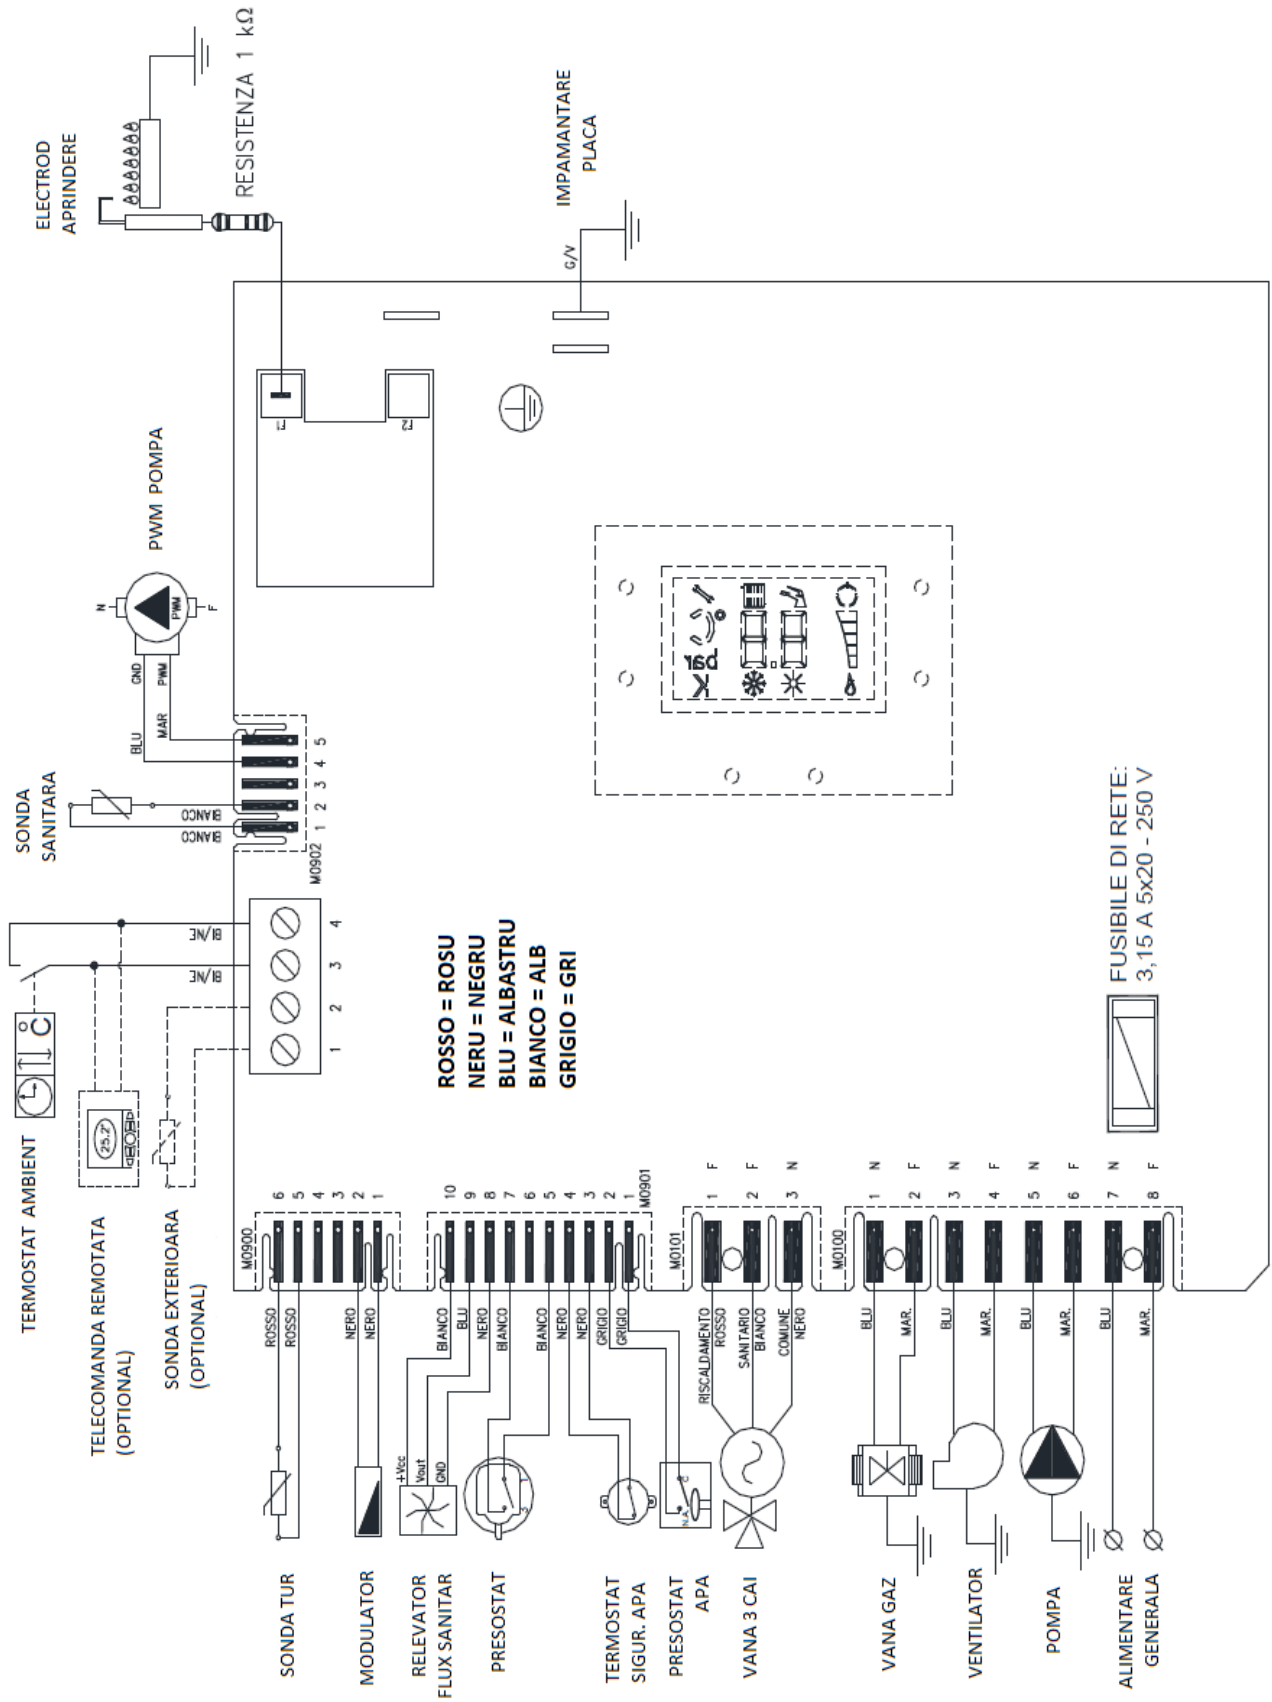 ELECTROD
APRINDERE
RESISTENZA 1 kΩ
IMPAMANTARE
PLACA
G/V
F1
F2
PWM POMPA
N
F
PWM
GND
PWM
BLU
MAR
SONDA
SANITARA
BIANCO
BIANCO
1 2 3 4 5
M0902
TERMOSTAT AMBIENT
°C
TELECOMANDA REMOTATA
(OPTIONAL)
25.2°
SONDA EXTERIOARA
(OPTIONAL)
BI/NE
BI/NE
1 2 3 4
ROSSO = ROSU
NERU = NEGRU
BLU = ALBASTRU
BIANCO = ALB
GRIGIO = GRI
FUSIBILE DI RETE:
3,15 A 5x20 - 250 V
M0900
6
5
4
3
2
1
ROSSO
ROSSO
NERO
NERO
SONDA TUR
MODULATOR
M0901
10
9
8
7
6
5
4
3
2
1
BIANCO
BLU
NERO
BIANCO
BIANCO
NERO
NERO
GRIGIO
GRIGIO
+Vcc
Vout
GND
RELEVATOR
FLUX SANITAR
PRESOSTAT
3
1
TERMOSTAT
SIGUR. APA
N.A.
C
PRESOSTAT
APA
M0101
1 F
2 F
3 N
RISCALDAMENTO
ROSSO
SANITARIO
BIANCO
COMUNE
NERO
VANA 3 CAI
M0100
1 N
2 F
3 N
4 F
5 N
6 F
7 N
8 F
BLU
MAR.
BLU
MAR.
BLU
MAR.
BLU
MAR.
VANA GAZ
VENTILATOR
POMPA
ALIMENTARE
GENERALA